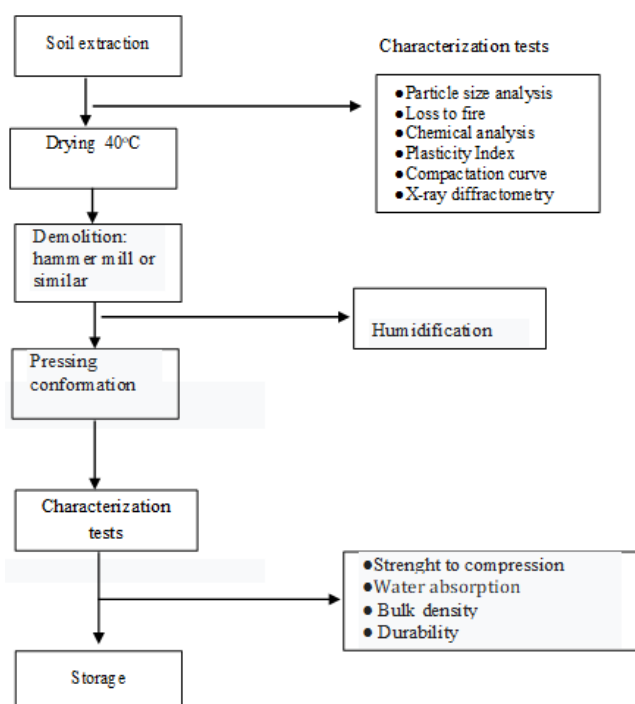 Soil extraction
Characterization tests
●Particle size analysis
●Loss to fire
●Chemical analysis
●Plasticity Index
●Compactation curve
●X-ray diffractometry
Drying 40°C
Demolition:
hammer mill or
similar
Humidification
Pressing
conformation
Characterization
tests
●Strenght to compression
●Water absorption
● Bulk density
● Durability
Storage